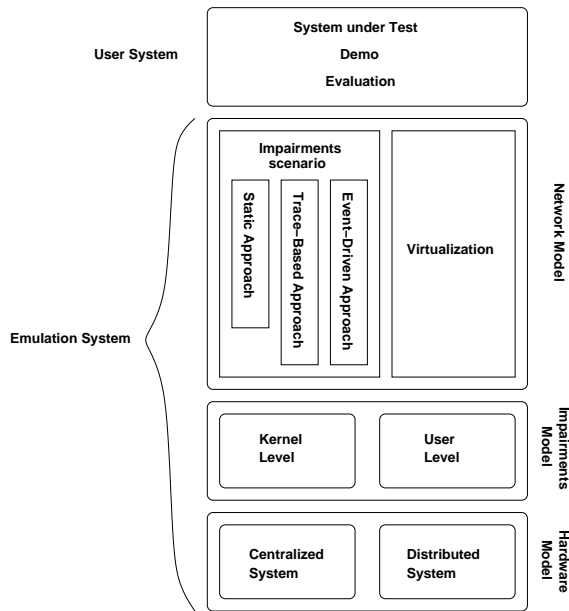 System under Test
User System
Demo
Evaluation
Impairments
scenario
Static Approach
Trace–Based Approach
Event–Driven Approach
Virtualization
Network Model
Emulation System
Kernel
Level
User
Level
Impairments
Model
Centralized
System
Distributed
System
Hardware
Model